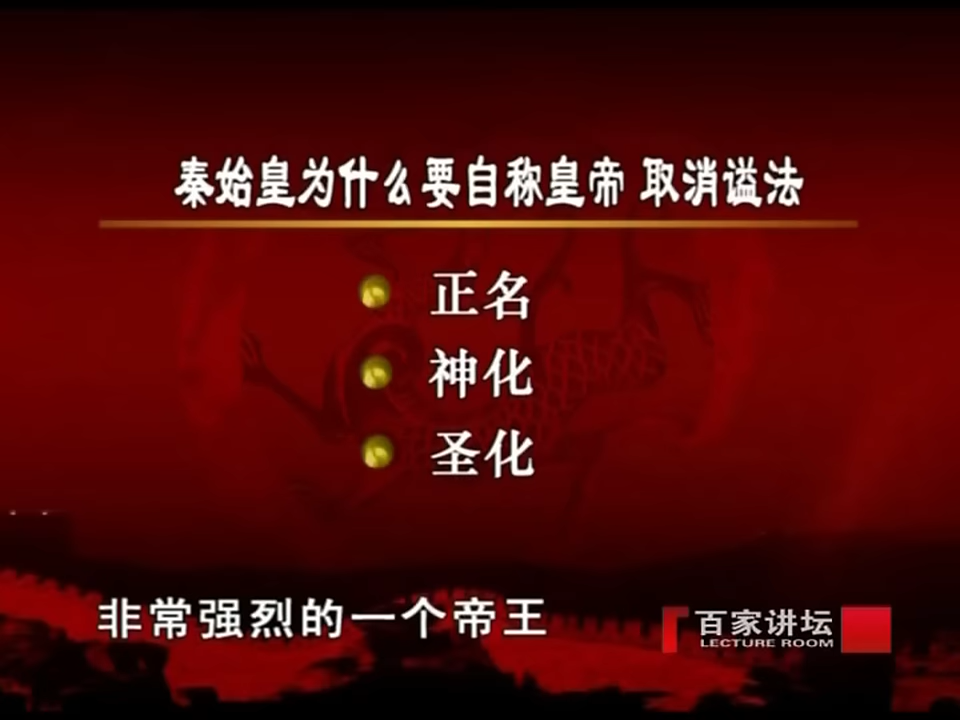 秦始皇为什么要自称皇帝 取消谥法
正名
神化
圣化
非常强烈的一个帝王
百家讲坛
LECTURE ROOM